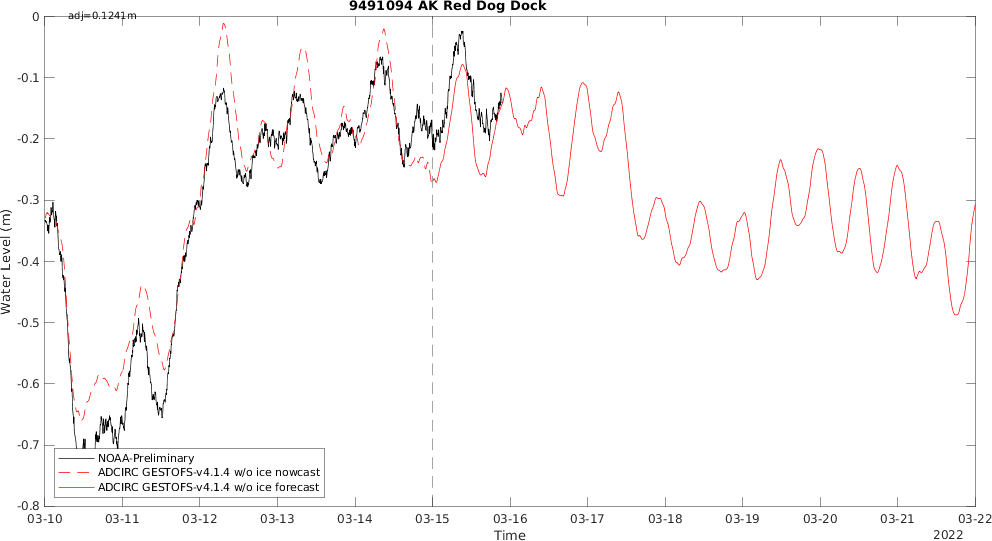 9491094 AK Red Dog Dock
adj=0.1241m
0
-0.1
-0.2
-0.3
-0.4
-0.5
-0.6
-0.7
-0.8
Water Level (m)
NOAA-Preliminary
ADCIRC GESTOFS-v4.1.4 w/o ice nowcast
ADCIRC GESTOFS-v4.1.4 w/o ice forecast
03-10 03-11 03-12 03-13 03-14 03-15 03-16 03-17 03-18 03-19 03-20 03-21 03-22
Time
2022